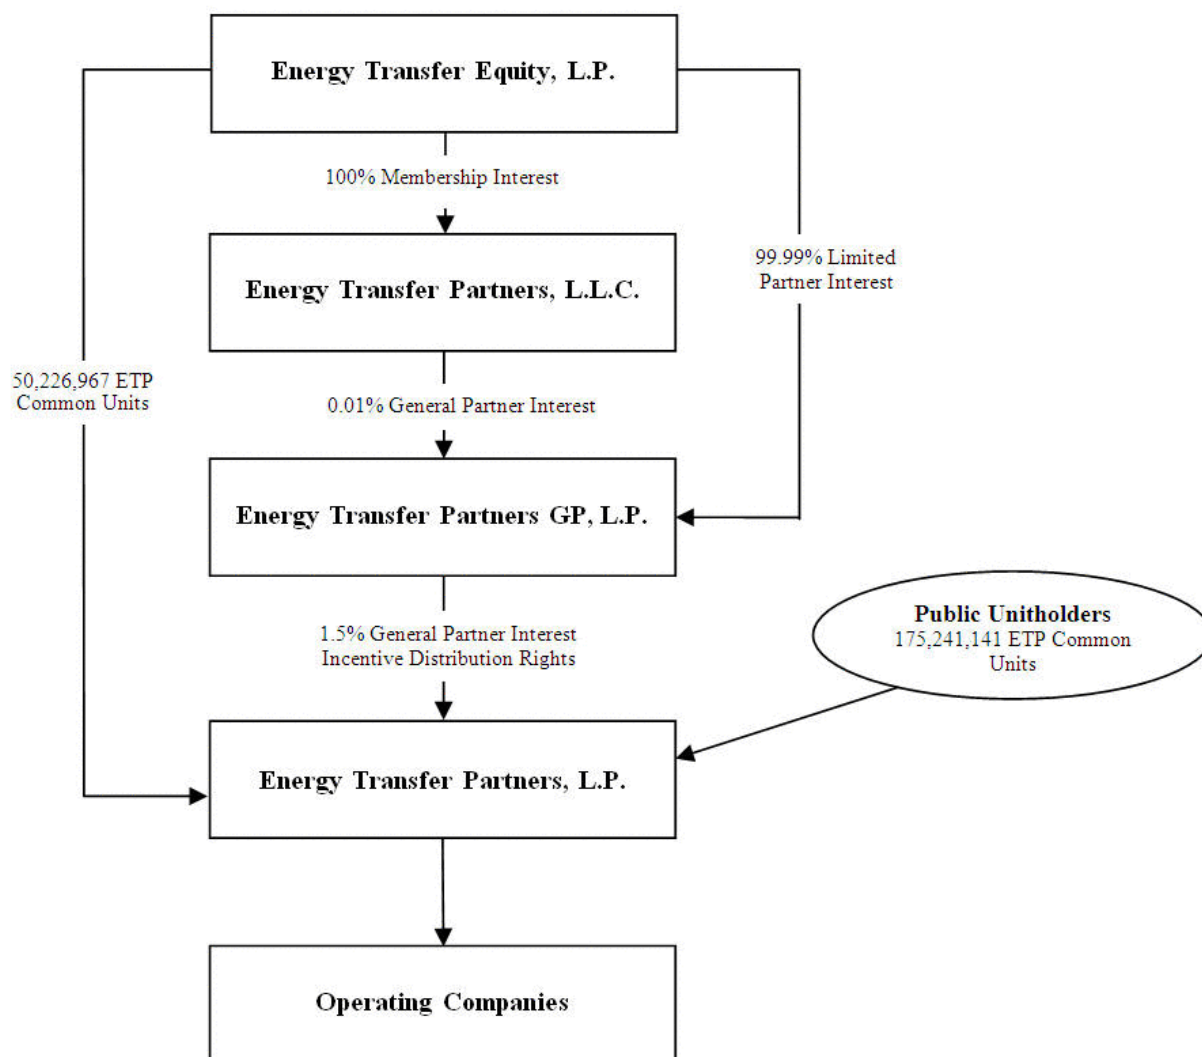 Energy Transfer Equity, L.P.
100% Membership Interest
Energy Transfer Partners, L.L.C.
99.99% Limited
Partner Interest
50,226,967 ETP
Common Units
0.01% General Partner Interest
Energy Transfer Partners GP, L.P.
Public Unitholders
175,241,141 ETP Common
Units
1.5% General Partner Interest
Incentive Distribution Rights
Energy Transfer Partners, L.P.
Operating Companies